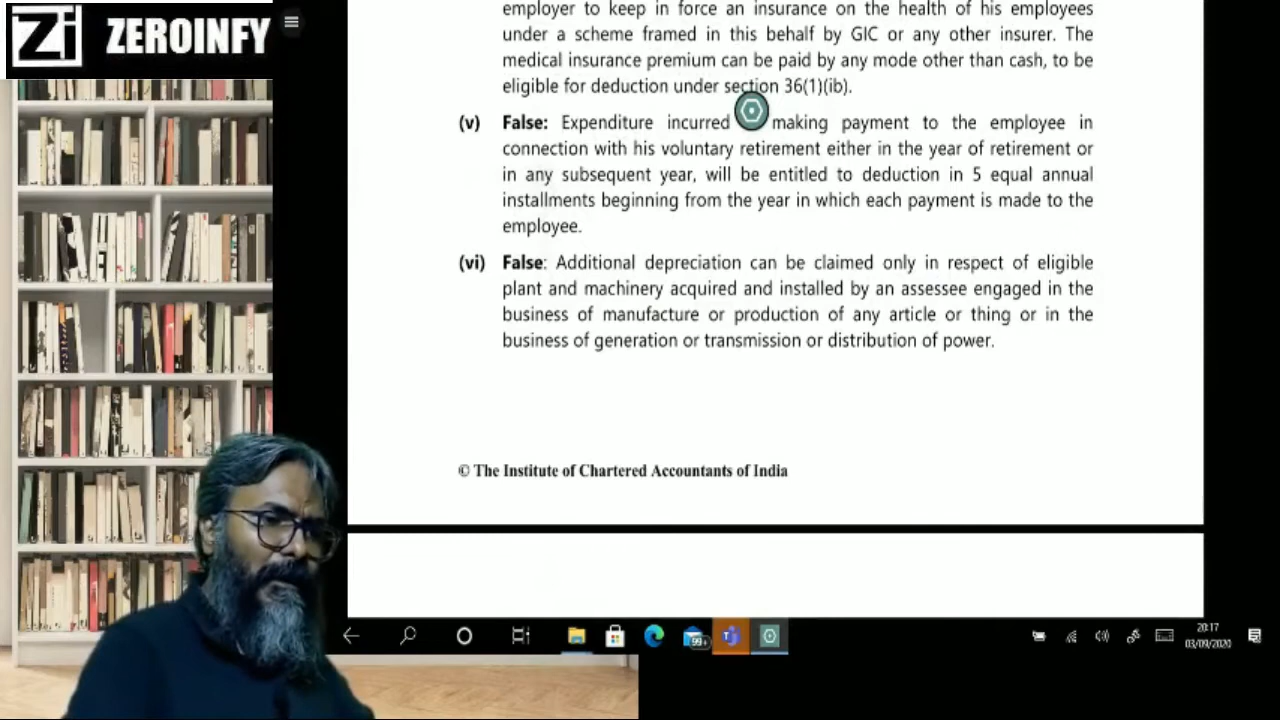 Zi ZEROINFY
employer to keep in force an insurance on the health of his employees
under a scheme framed in this behalf by GIC or any other insurer. The
medical insurance premium can be paid by any mode other than cash, to be
eligible for deduction under section 36(1)(ib).
(v) False: Expenditure incurred making payment to the employee in
connection with his voluntary retirement either in the year of retirement or
in any subsequent year, will be entitled to deduction in 5 equal annual
installments beginning from the year in which each payment is made to the
employee.
(vi) False: Additional depreciation can be claimed only in respect of eligible
plant and machinery acquired and installed by an assessee engaged in the
business of manufacture or production of any article or thing or in the
business of generation or transmission or distribution of power.
© The Institute of Chartered Accountants of India
99+
20:17
03/09/2020